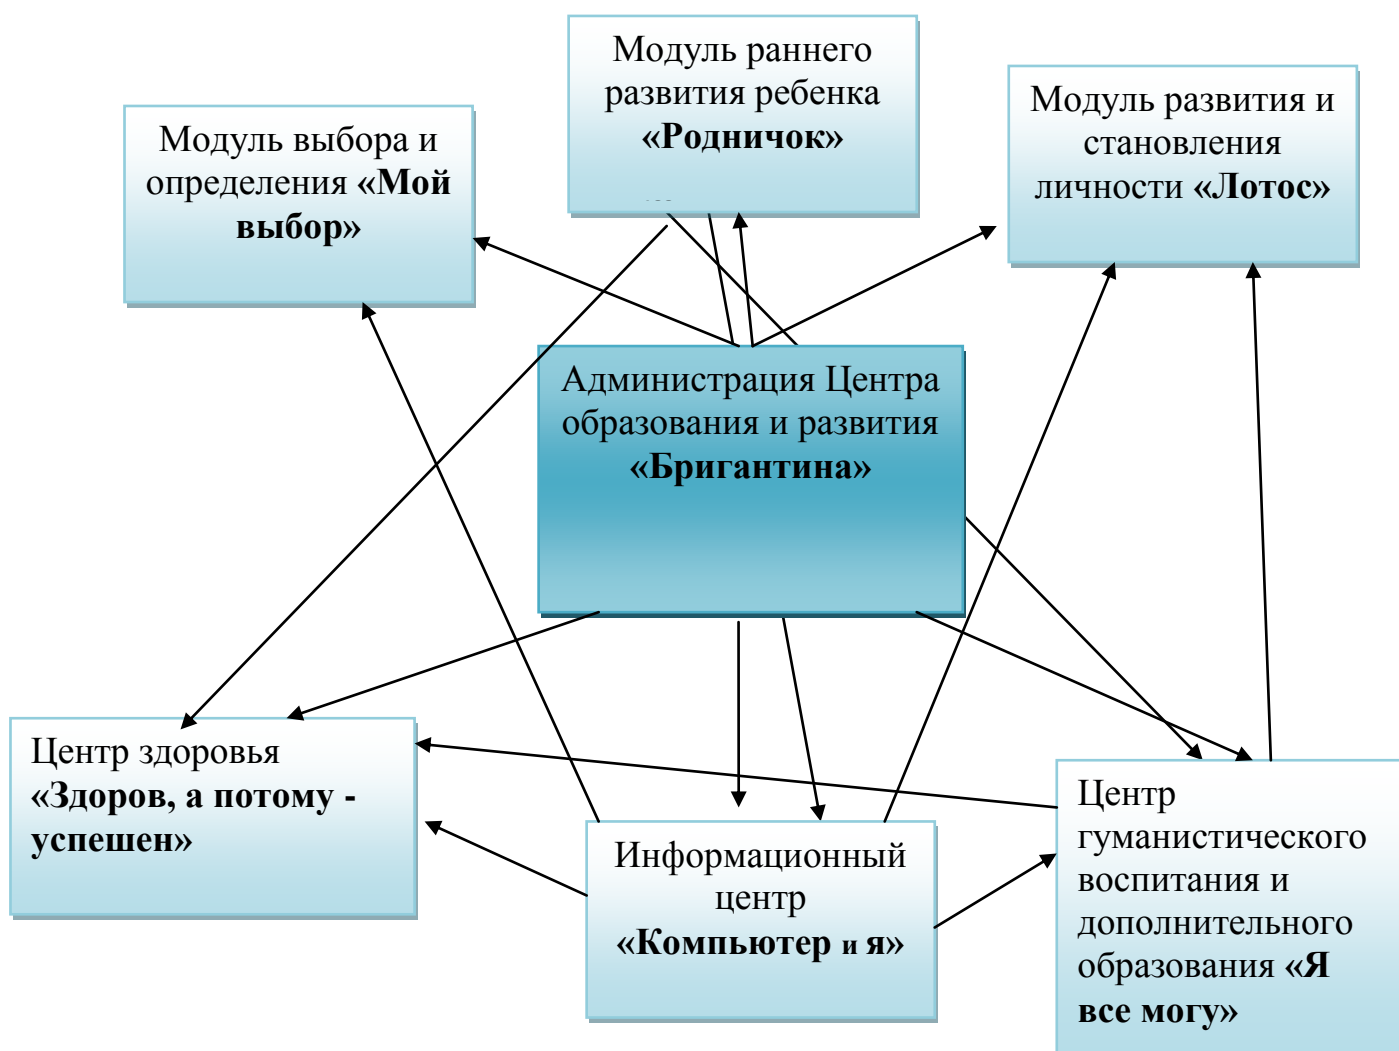 Модуль раннего
развития ребенка
«Родничок»
Модуль развития и
становления
личности «Лотос»
Модуль выбора и
определения «Мой
выбор»
Администрация Центра
образования и развития
«Бригантина»
Центр здоровья
«Здоров, а потому -
успешен»
Информационный
центр
«Компьютер и я»
Центр
гуманистического
воспитания и
дополнительного
образования «Я
все могу»